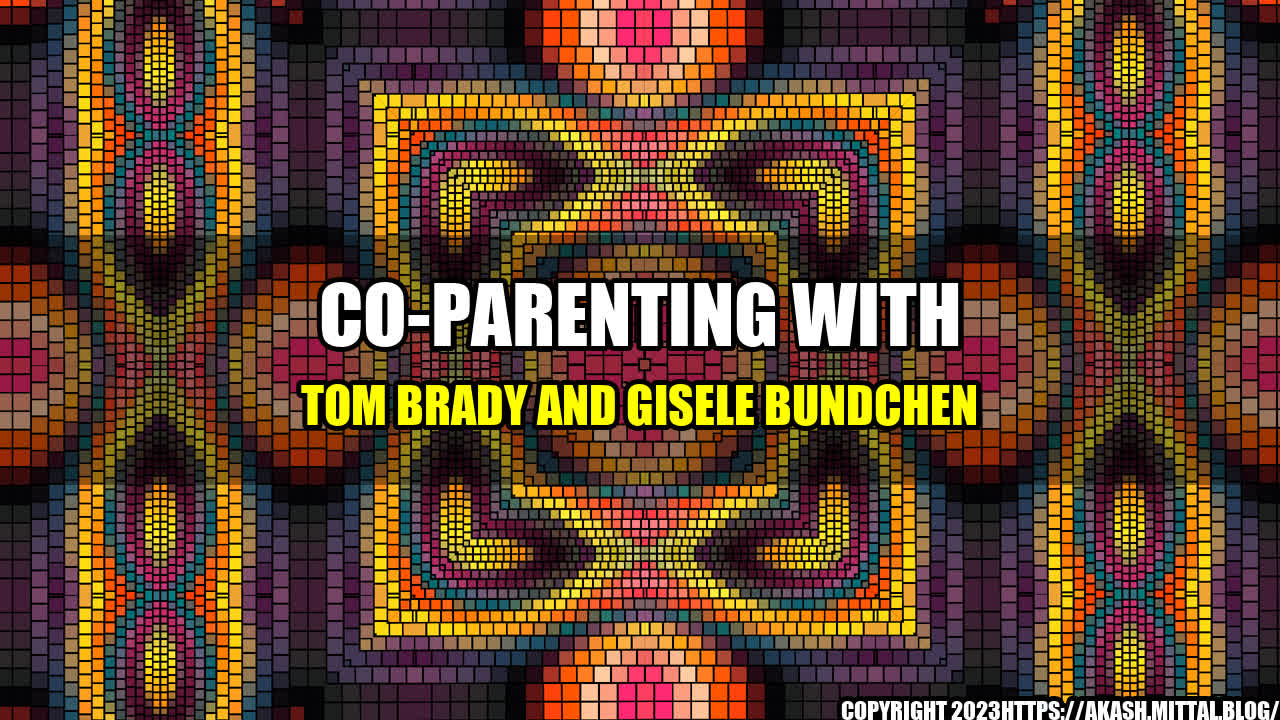 CO-PARENTING WITH
TOM BRADY AND GISELE BUNDCHEN
COPYRIGHT 2023HTTPS://AKASH.MITTAL.BLOG/